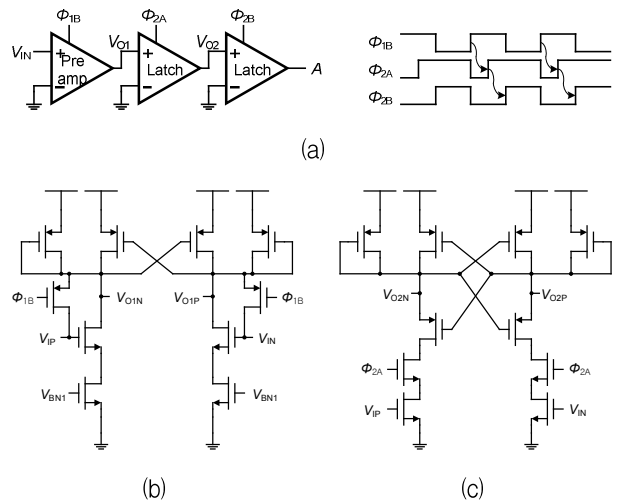 Φ1B Φ2A Φ2B
VIN + Pre amp − VO1 + Latch − VO2 + Latch − A
Φ1B
Φ2A
Φ2B
(a)
Φ1B VO1N VO1P Φ1B
VIP VIN
VBN1 VBN1
(b)
VO2N VO2P
Φ2A Φ2A
VIP VIN
(c)